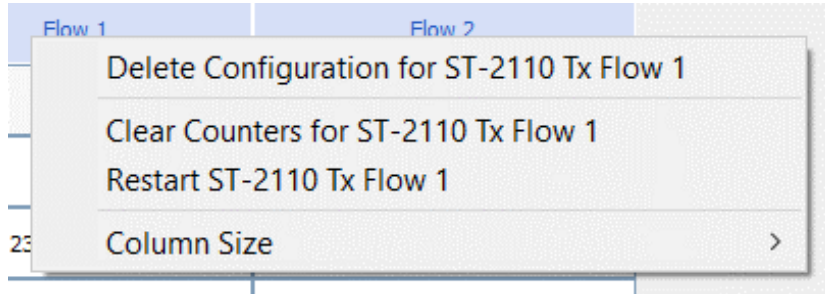 Flow 1
Flow 2
Delete Configuration for ST-2110 Tx Flow 1
Clear Counters for ST-2110 Tx Flow 1
Restart ST-2110 Tx Flow 1
23
Column Size